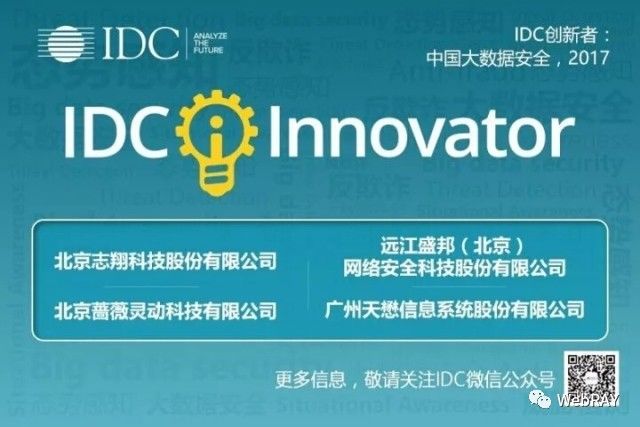 IDC
ANALYZE
THE
FUTURE
IDC创新者：
中国大数据安全，2017
IDC Innovator
北京志翔科技股份有限公司
远江盛邦（北京）
网络安全科技股份有限公司
北京蔷薇灵动科技有限公司
广州天懋信息系统股份有限公司
更多信息，敬请关注IDC微信公众号
WebRAY